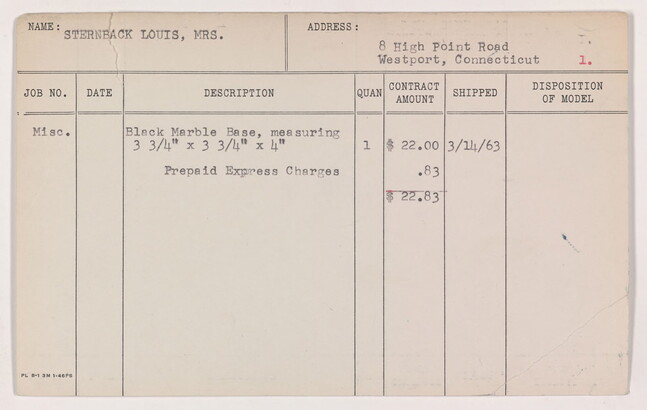 NAME: STERNBACK LOUIS, MRS.
ADDRESS:
8 High Point Road
Westport, Connecticut 1.
JOB NO. DATE DESCRIPTION QUAN CONTRACT AMOUNT SHIPPED DISPOSITION OF MODEL
Misc. Black Marble Base, measuring
3 3/4" x 3 3/4" x 4" 1 $ 22.00 3/14/63
Prepaid Express Charges .83
$ 22.83